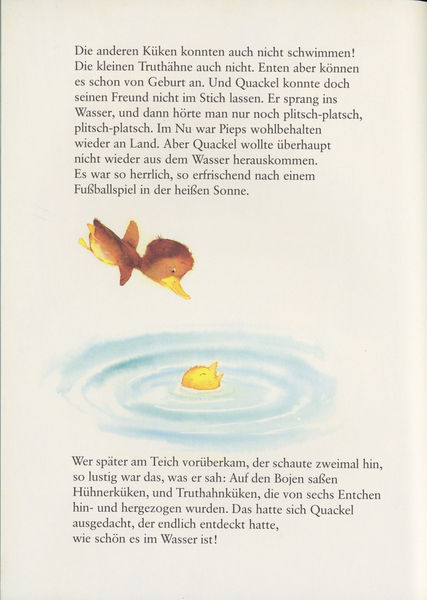 Die anderen Küken konnten auch nicht schwimmen!
Die kleinen Truthähne auch nicht. Enten aber können
es schon von Geburt an. Und Quackel konnte doch
seinen Freund nicht im Stich lassen. Er sprang ins
Wasser, und dann hörte man nur noch plitsch-platsch,
plitsch-platsch. Im Nu war Pieps wohlbehalten
wieder an Land. Aber Quackel wollte überhaupt
nicht wieder aus dem Wasser herauskommen.
Es war so herrlich, so erfrischend nach einem
Fußballspiel in der heißen Sonne.
Wer später am Teich vorüberkam, der schaute zweimal hin,
so lustig war das, was er sah: Auf den Bojen saßen
Hühnerküken, und Truthahnküken, die von sechs Entchen
hin- und hergezogen wurden. Das hatte sich Quackel
ausgedacht, der endlich entdeckt hatte,
wie schön es im Wasser ist!